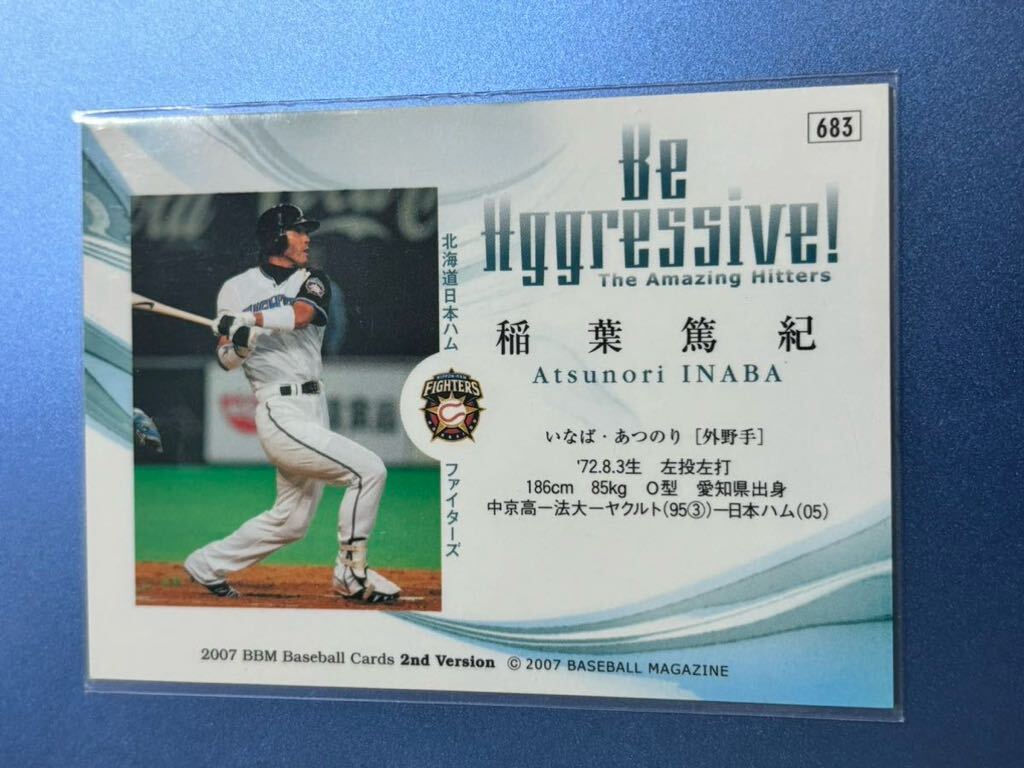 683
Be
Aggressive!
The Amazing Hitters
稲葉篤紀
Atsunori INABA
いなば・あつのり［外野手］
'72.8.3生 左投左打
186cm 85kg O型 愛知県出身
中京高ー法大ーヤクルト(95③)ー日本ハム(05)
北海道日本ハム
FIGHTERS
ファイターズ
2007 BBM Baseball Cards 2nd Version © 2007 BASEBALL MAGAZINE